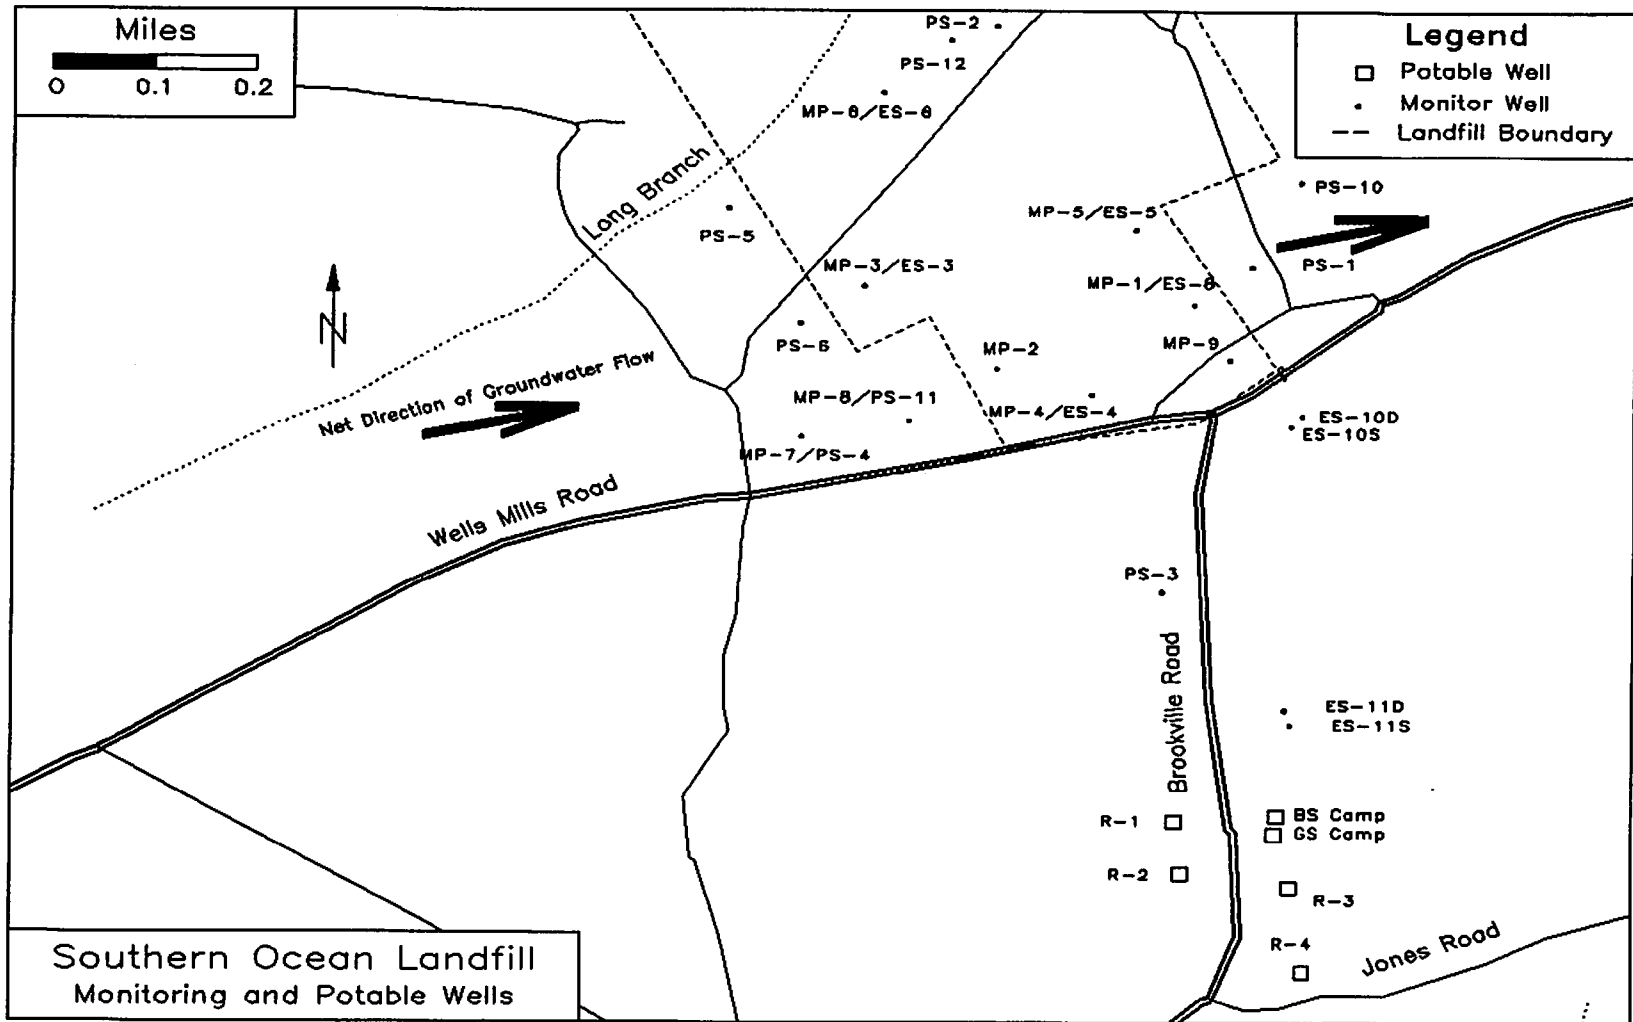 Miles
0 0.1 0.2
Legend
Potable Well
Monitor Well
Landfill Boundary
PS-2
PS-12
MP-6/ES-6
Long Branch
PS-5
PS-10
MP-5/ES-5
MP-3/ES-3
PS-1
MP-1/ES-8
N
PS-6
MP-2
MP-9
Net Direction of Groundwater Flow
MP-8/PS-11
MP-4/ES-4
ES-10D
ES-10S
MP-7/PS-4
Wells Mills Road
PS-3
Brookville Road
ES-11D
ES-11S
R-1
BS Camp
GS Camp
R-2
R-3
R-4
Jones Road
Southern Ocean Landfill
Monitoring and Potable Wells